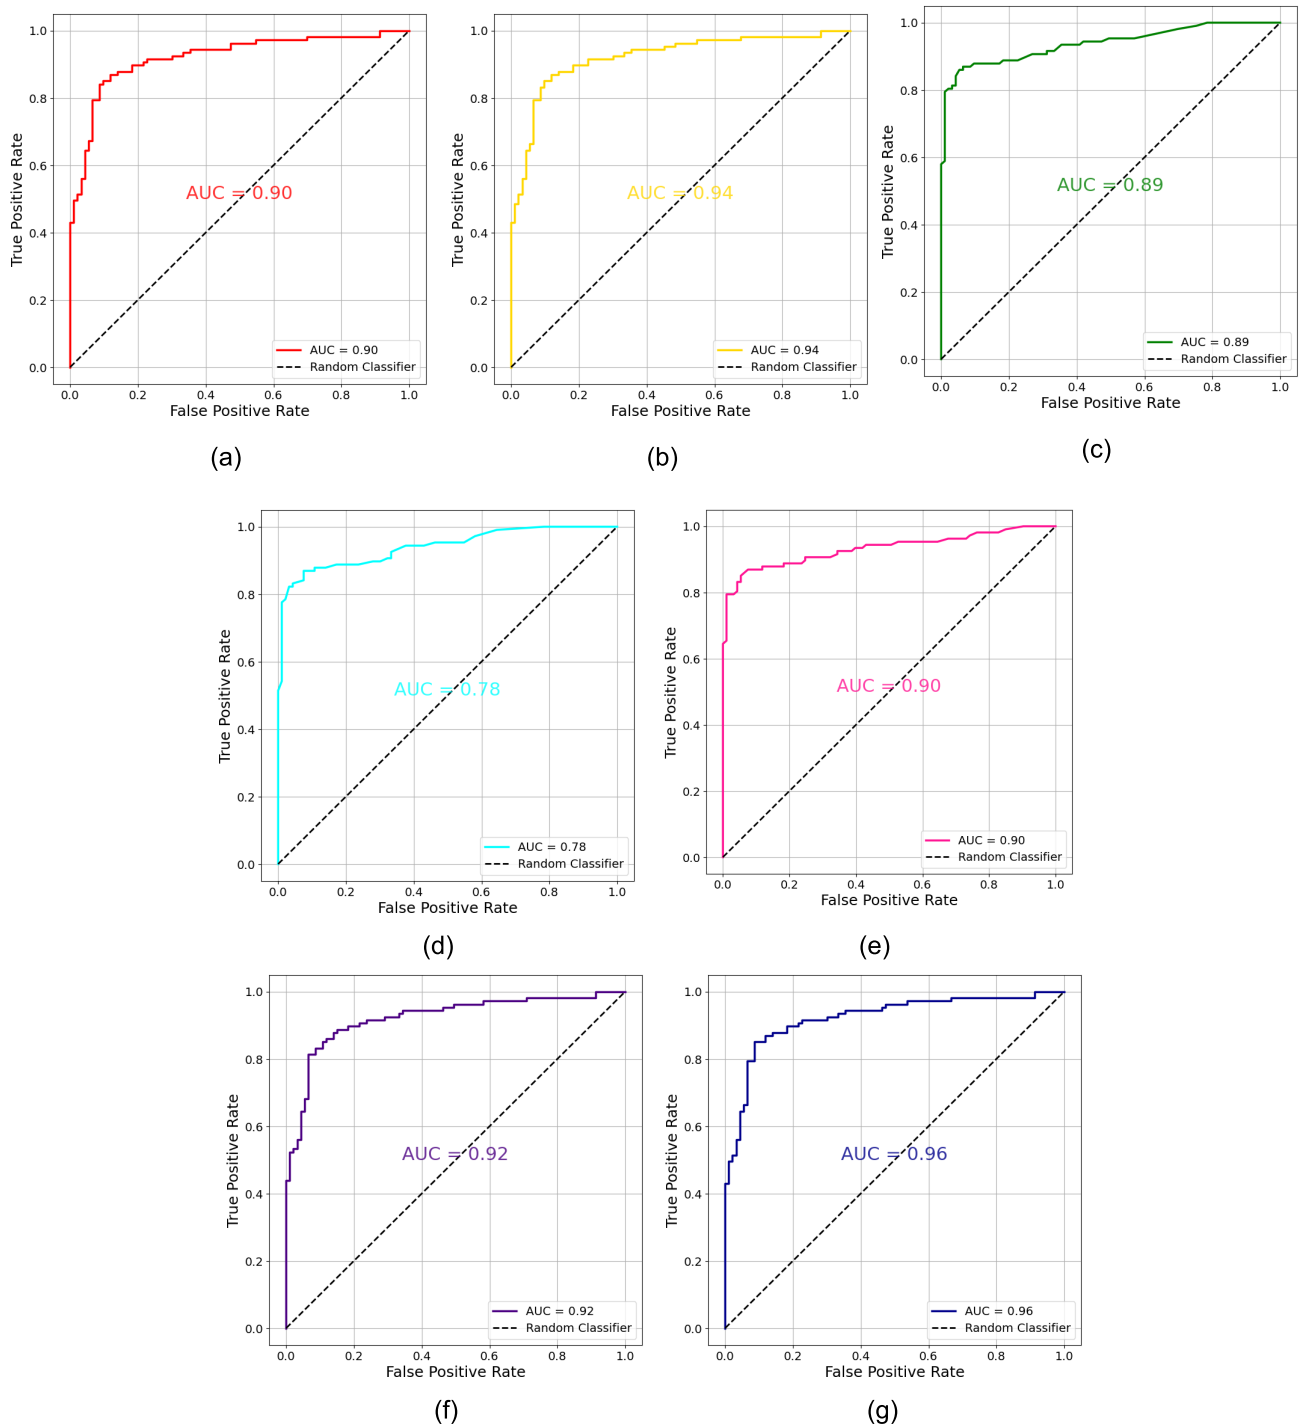 1.0
0.8
0.6
0.4
0.2
0.0
True Positive Rate
AUC = 0.90
AUC = 0.90
Random Classifier
0.0 0.2 0.4 0.6 0.8 1.0
False Positive Rate
(a)
1.0
0.8
0.6
0.4
0.2
0.0
True Positive Rate
AUC = 0.94
AUC = 0.94
Random Classifier
0.0 0.2 0.4 0.6 0.8 1.0
False Positive Rate
(b)
1.0
0.8
0.6
0.4
0.2
0.0
True Positive Rate
AUC = 0.89
AUC = 0.89
Random Classifier
0.0 0.2 0.4 0.6 0.8 1.0
False Positive Rate
(c)
1.0
0.8
0.6
0.4
0.2
0.0
True Positive Rate
AUC = 0.78
AUC = 0.78
Random Classifier
0.0 0.2 0.4 0.6 0.8 1.0
False Positive Rate
(d)
1.0
0.8
0.6
0.4
0.2
0.0
True Positive Rate
AUC = 0.90
AUC = 0.90
Random Classifier
0.0 0.2 0.4 0.6 0.8 1.0
False Positive Rate
(e)
1.0
0.8
0.6
0.4
0.2
0.0
True Positive Rate
AUC = 0.92
AUC = 0.92
Random Classifier
0.0 0.2 0.4 0.6 0.8 1.0
False Positive Rate
(f)
1.0
0.8
0.6
0.4
0.2
0.0
True Positive Rate
AUC = 0.96
AUC = 0.96
Random Classifier
0.0 0.2 0.4 0.6 0.8 1.0
False Positive Rate
(g)